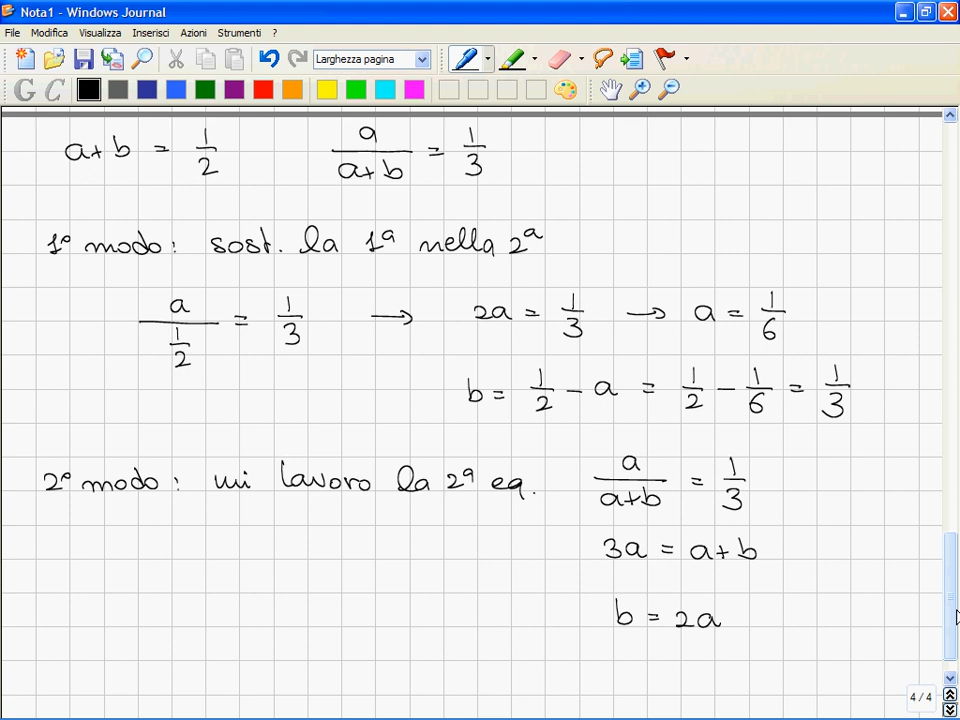 Nota1 - Windows Journal
File Modifica Visualizza Inserisci Azioni Strumenti ?
Larghezza pagina
a+b = 1/2    a/(a+b) = 1/3
1° modo: sost. la 1ª nella 2ª
a/(1/2) = 1/3 → 2a = 1/3 → a = 1/6
b = 1/2 - a = 1/2 - 1/6 = 1/3
2° modo: mi lavoro la 2ª eq. a/(a+b) = 1/3
3a = a+b
b = 2a
4 / 4